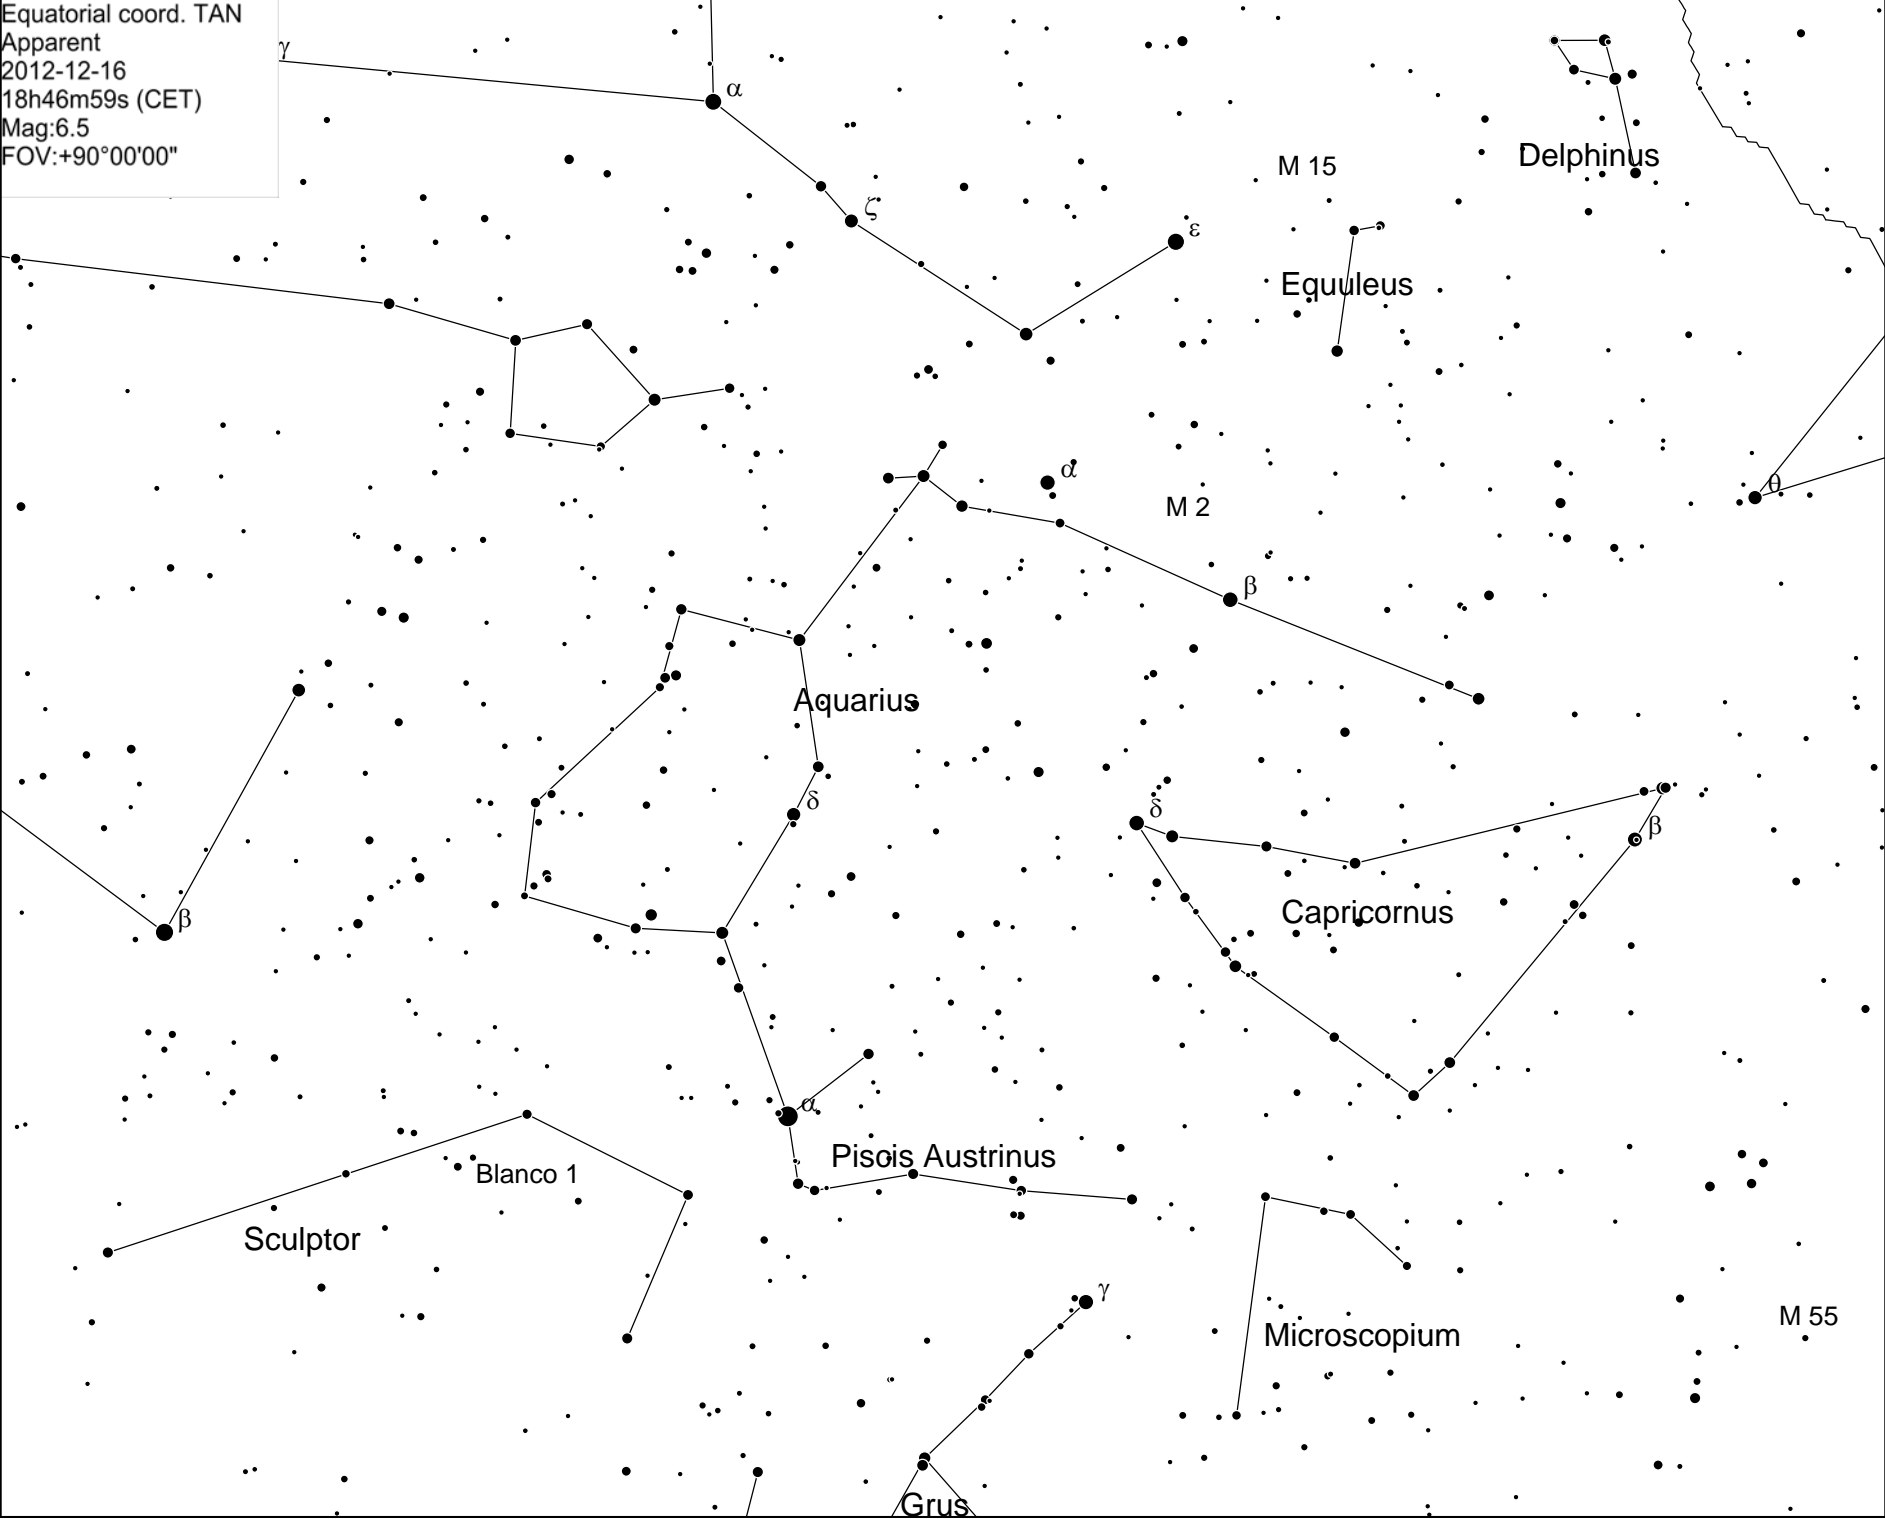 Equatorial coord. TAN
Apparent
2012-12-16
18h46m59s (CET)
Mag:6.5
FOV:+90°00'00"
γ
α
Delphinus
M 15
ζ
ε
Equuleus
α
θ
M 2
β
Aquarius
δ
δ
β
Capricornus
β
α
Piscis Austrinus
Blanco 1
Sculptor
γ
M 55
Microscopium
Grus